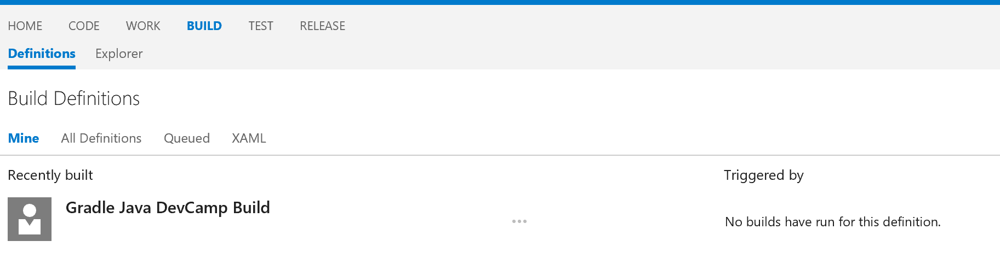 HOME CODE WORK BUILD TEST RELEASE
Definitions Explorer
Build Definitions
Mine All Definitions Queued XAML
Recently built Triggered by
Gradle Java DevCamp Build
No builds have run for this definition.